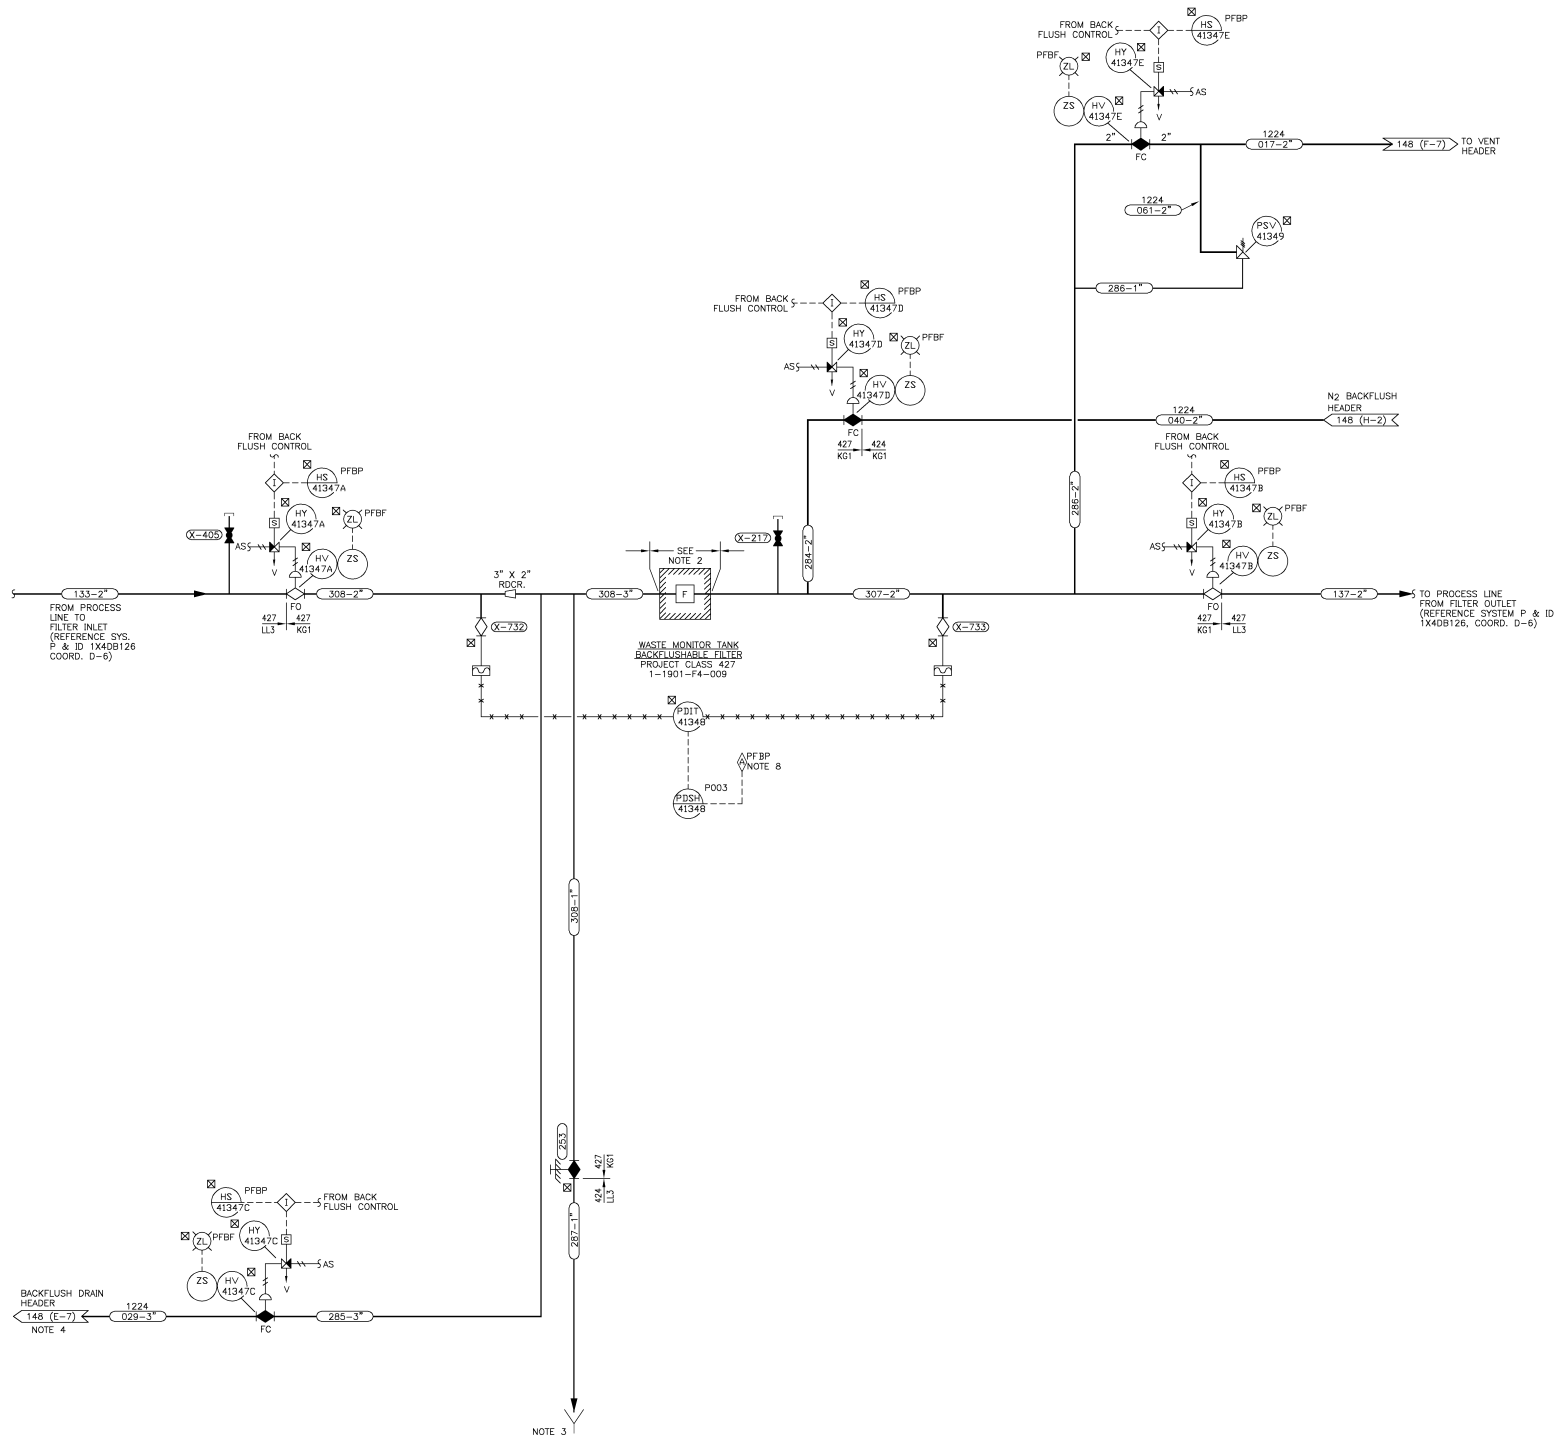 FROM BACK
FLUSH CONTROL
I
HS
41347E
PFBP
PFBF
ZL
HY
41347E
S
ZS
HV
41347E
AS
V
2"
2"
FC
1224
017-2"
148 (F-7)
TO VENT
HEADER
1224
061-2"
PSV
41349
286-1"
FROM BACK
FLUSH CONTROL
I
HS
41347D
PFBP
HY
41347D
S
ZL
PFBF
AS
V
HV
41347D
ZS
FC
427
KG1
424
KG1
1224
040-2"
N2 BACKFLUSH
HEADER
148 (H-2)
FROM BACK
FLUSH CONTROL
I
HS
41347A
PFBP
HY
41347A
S
ZL
PFBF
AS
V
HV
41347A
ZS
X-405
FROM BACK
FLUSH CONTROL
I
HS
41347B
PFBP
HY
41347B
S
ZL
PFBF
AS
V
HV
41347B
ZS
286-2"
284-2"
X-217
SEE
NOTE 2
133-2"
FROM PROCESS
LINE TO
FILTER INLET
(REFERENCE SYS.
P & ID 1X4DB126
COORD. D-6)
FO
427
LL3
427
KG1
308-2"
3" X 2"
RDCR.
308-3"
F
307-2"
X-732
X-733
WASTE MONITOR TANK
BACKFLUSHABLE FILTER
PROJECT CLASS 427
1-1901-F4-009
FO
427
KG1
427
LL3
137-2"
TO PROCESS LINE
FROM FILTER OUTLET
(REFERENCE SYSTEM P & ID
1X4DB126, COORD. D-6)
PDIT
41348
A
PFBP
NOTE 8
P003
PDSH
41348
308-1"
253
427
KG1
424
LL3
287-1"
HS
41347C
PFBP
I
FROM BACK
FLUSH CONTROL
ZL
PFBF
HY
41347C
S
AS
V
ZS
HV
41347C
FC
BACKFLUSH DRAIN
HEADER
148 (E-7)
NOTE 4
1224
029-3"
285-3"
NOTE 3